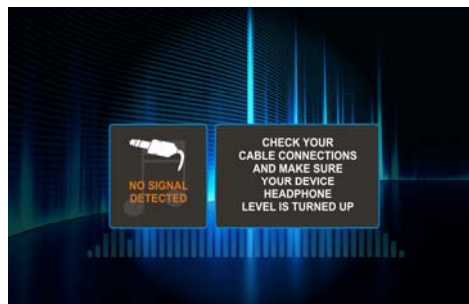 NO SIGNAL
DETECTED
CHECK YOUR
CABLE CONNECTIONS
AND MAKE SURE
YOUR DEVICE
HEADPHONE
LEVEL IS TURNED UP